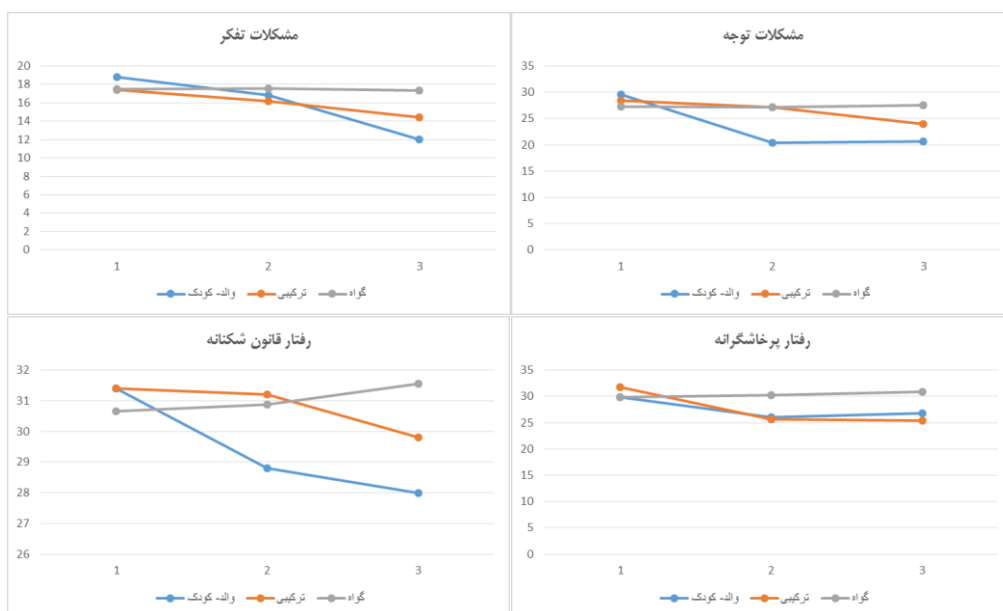 مشکلات تفکر
20
18
16
14
12
10
8
6
4
2
0
1 2 3
والد- کودک ترکیبی گواه
مشکلات توجه
35
30
25
20
15
10
5
0
1 2 3
والد- کودک ترکیبی گواه
رفتار قانون شکنانه
32
31
30
29
28
27
26
1 2 3
والد- کودک ترکیبی گواه
رفتار پرخاشگرانه
35
30
25
20
15
10
5
0
1 2 3
والد- کودک ترکیبی گواه